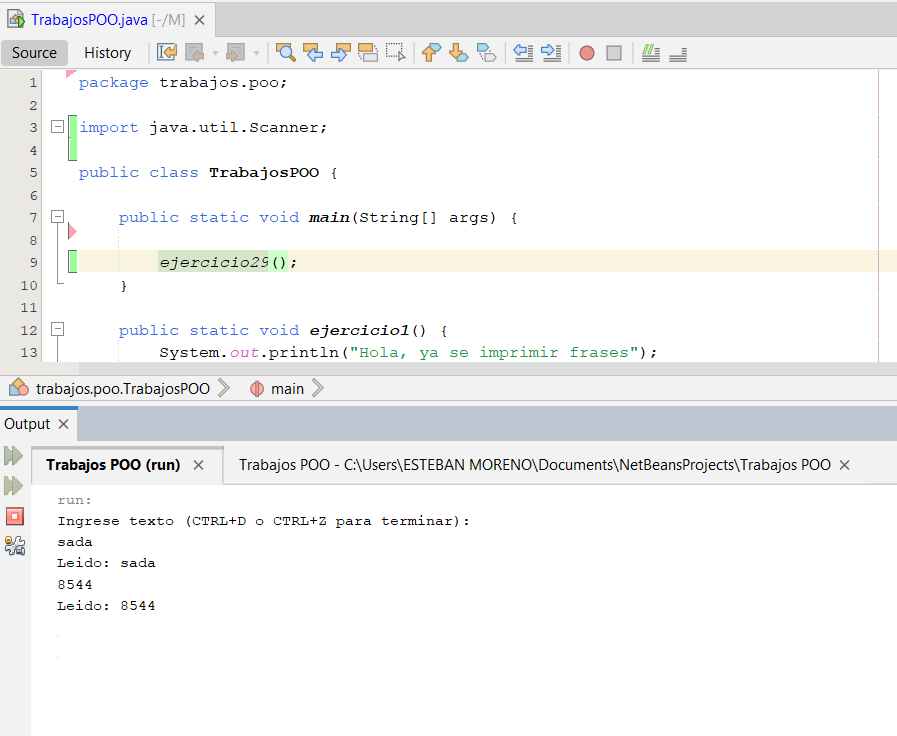 TrabajosPOO.java [-/M]
Source History
1 package trabajos.poo;
2
3 import java.util.Scanner;
4
5 public class TrabajosPOO {
6
7 public static void main(String[] args) {
8
9 ejercicio29();
10 }
11
12 public static void ejercicio1() {
13 System.out.println("Hola, ya se imprimir frases");
trabajos.poo.TrabajosPOO main
Output
Trabajos POO (run) Trabajos POO - C:\Users\ESTEBAN MORENO\Documents\NetBeansProjects\Trabajos POO
run:
Ingrese texto (CTRL+D o CTRL+Z para terminar):
sada
Leido: sada
8544
Leido: 8544